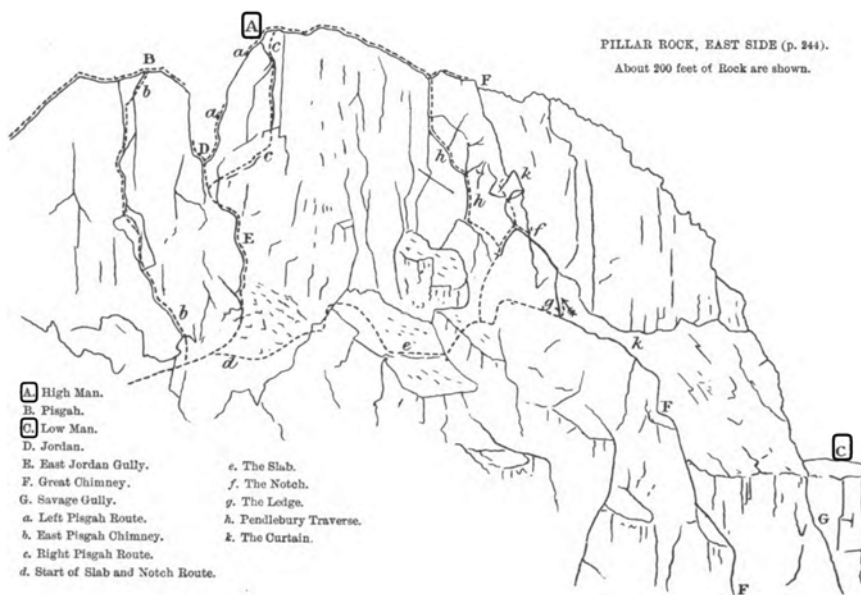 A
PILLAR ROCK, EAST SIDE (p. 244).
About 200 feet of Rock are shown.
a
c
B
b
F
a
D
c
h
k
h
f
E
g
b
d
e
k
F
C
G
F
A. High Man.
B. Pisgah.
C. Low Man.
D. Jordan.
E. East Jordan Gully.
F. Great Chimney.
G. Savage Gully.
a. Left Pisgah Route.
b. East Pisgah Chimney.
c. Right Pisgah Route.
d. Start of Slab and Notch Route.
e. The Slab.
f. The Notch.
g. The Ledge.
h. Pendlebury Traverse.
k. The Curtain.